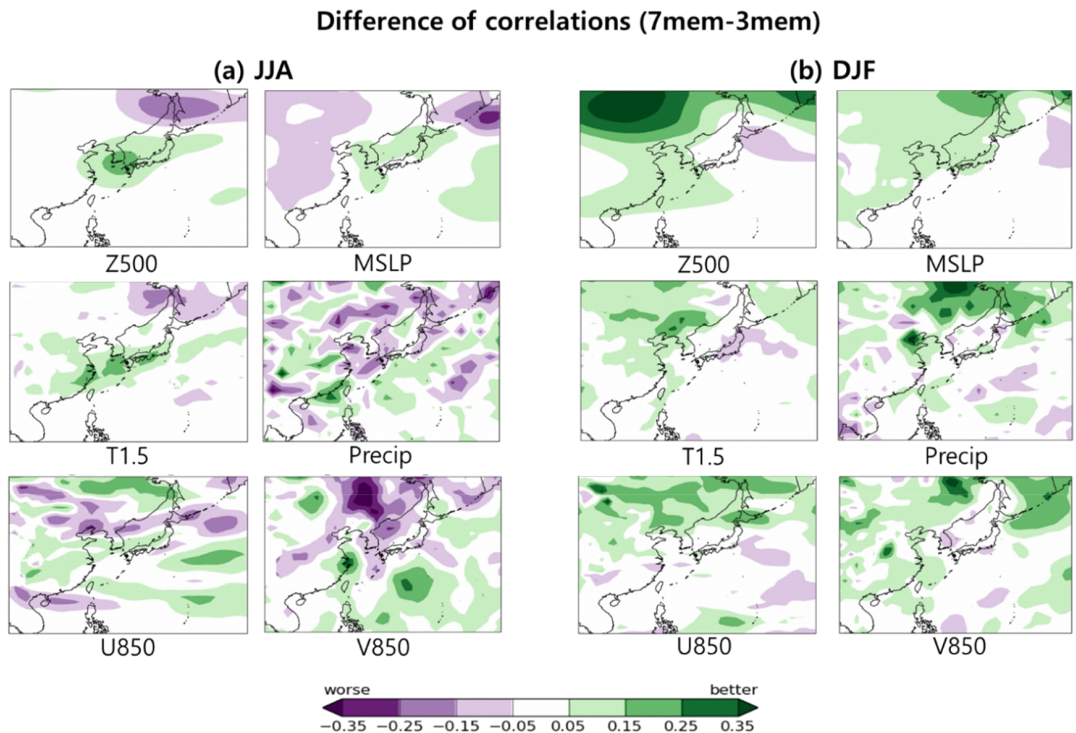 Difference of correlations (7mem-3mem)
(a) JJA
(b) DJF
Z500
MSLP
Z500
MSLP
T1.5
Precip
T1.5
Precip
U850
V850
U850
V850
worse
better
−0.35 −0.25 −0.15 −0.05 0.05 0.15 0.25 0.35